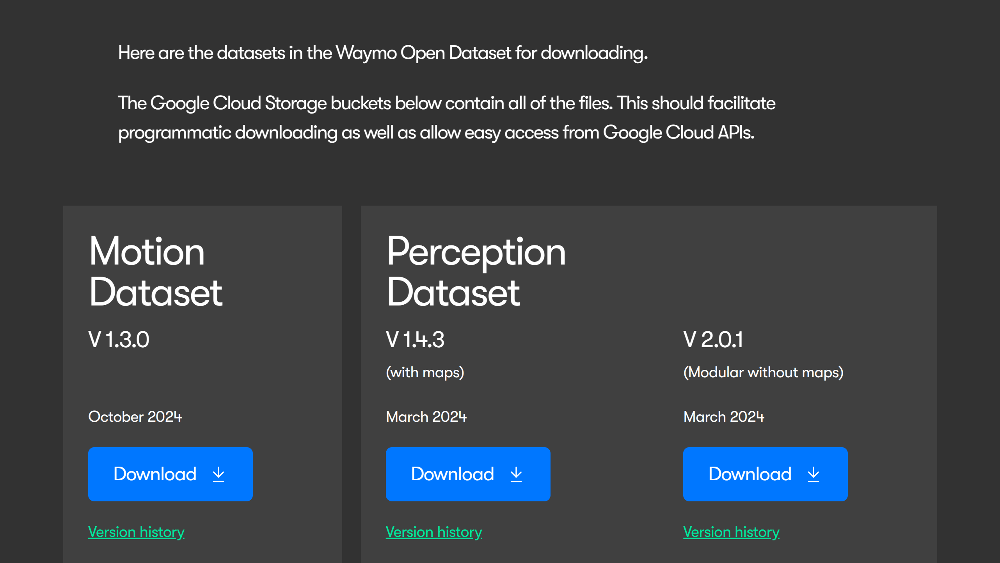 Here are the datasets in the Waymo Open Dataset for downloading.
The Google Cloud Storage buckets below contain all of the files. This should facilitate
programmatic downloading as well as allow easy access from Google Cloud APIs.
Motion
Dataset
V 1.3.0
October 2024
Download
Version history
Perception
Dataset
V 1.4.3
(with maps)
March 2024
Download
Version history
V 2.0.1
(Modular without maps)
March 2024
Download
Version history